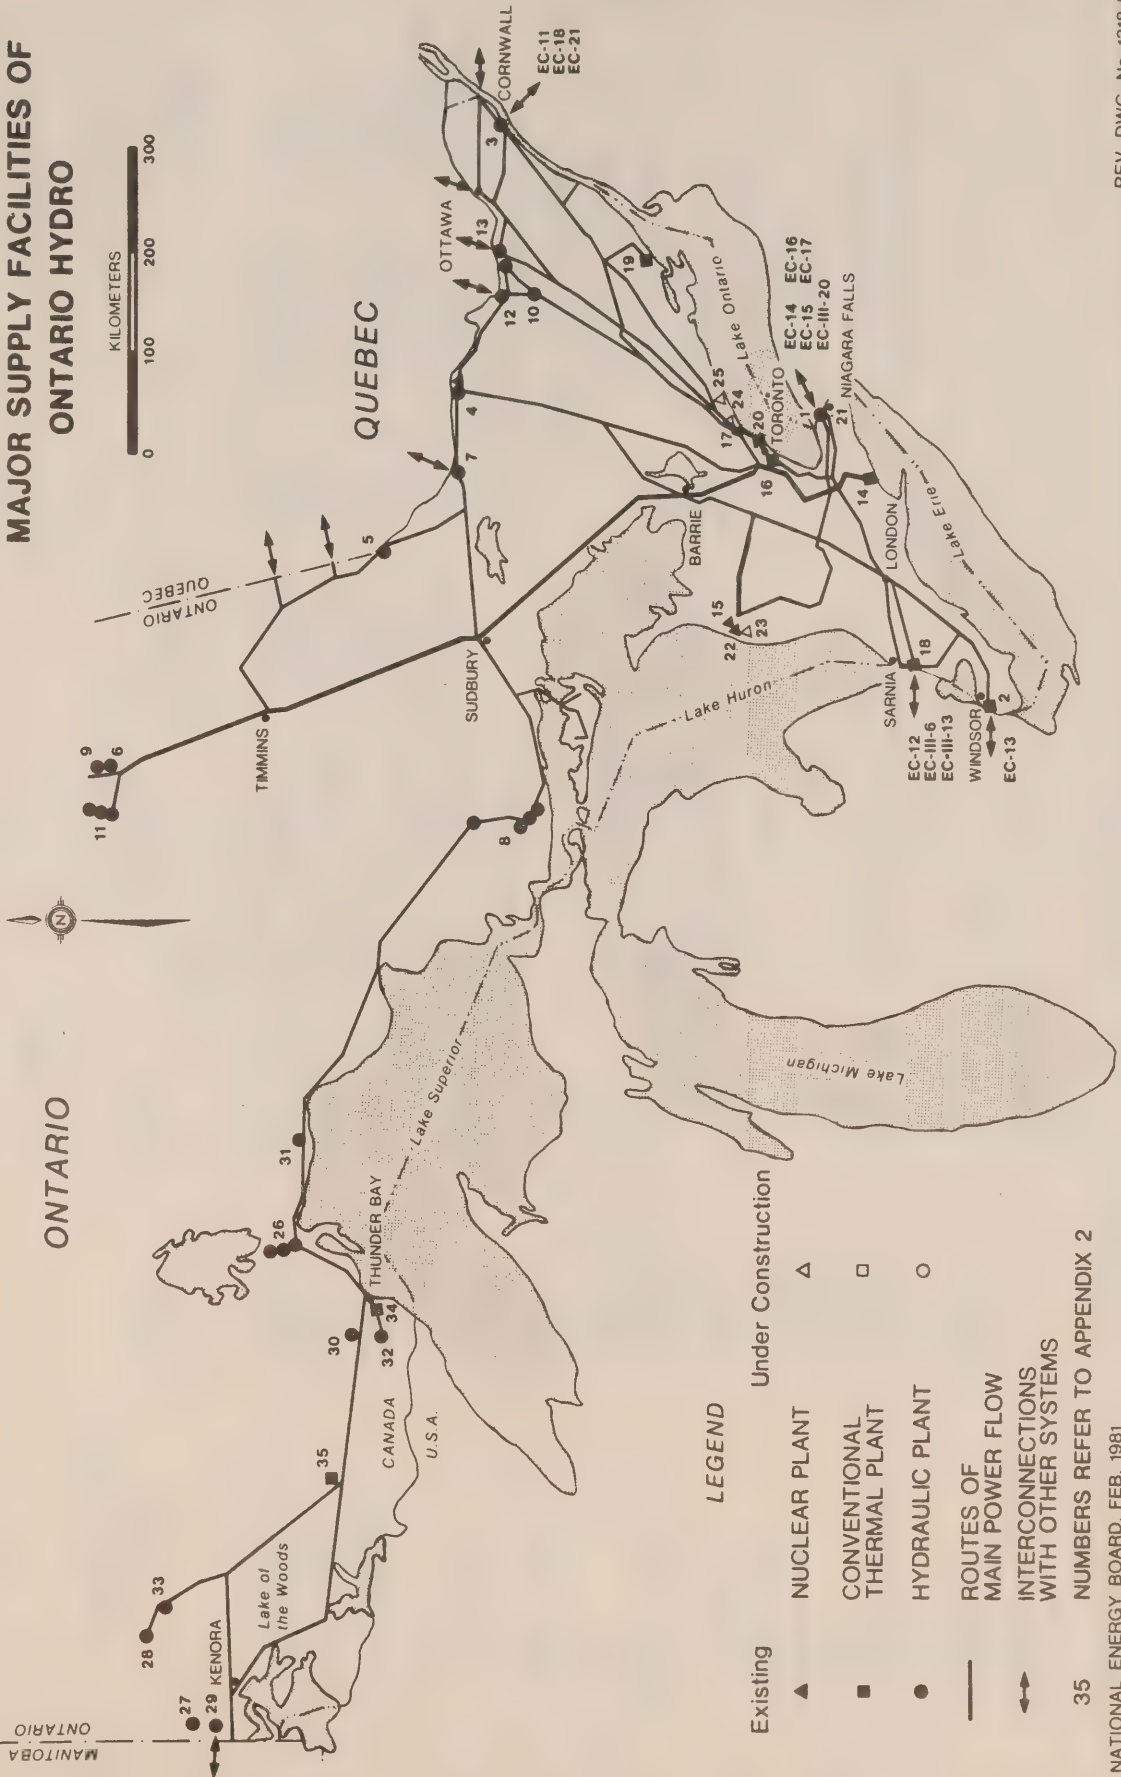 MAJOR SUPPLY FACILITIES OF
ONTARIO HYDRO
KILOMETERS
0 100 200 300
ONTARIO
QUEBEC
MANITOBA
ONTARIO
ONTARIO
QUEBEC
27
29
KENORA
28
33
Lake of
the Woods
35
CANADA
U.S.A.
30
32
34
THUNDER BAY
26
31
Lake Superior
N
11
9
6
TIMMINS
8
SUDBURY
5
7
4
12
10
OTTAWA
13
3
CORNWALL
EC-11
EC-18
EC-21
19
Lake Ontario
25
24
17
20
TORONTO
16
1
21
NIAGARA FALLS
EC-14 EC-16
EC-15 EC-17
EC-III-20
14
BARRIE
15
22
23
LONDON
Lake Erie
Lake Huron
SARNIA
18
EC-12
EC-III-6
EC-III-13
WINDSOR
2
EC-13
Lake Michigan
LEGEND
Existing Under Construction
NUCLEAR PLANT
CONVENTIONAL
THERMAL PLANT
HYDRAULIC PLANT
ROUTES OF
MAIN POWER FLOW
INTERCONNECTIONS
WITH OTHER SYSTEMS
35 NUMBERS REFER TO APPENDIX 2
NATIONAL ENERGY BOARD, FEB. 1981
REV. DWG. No.